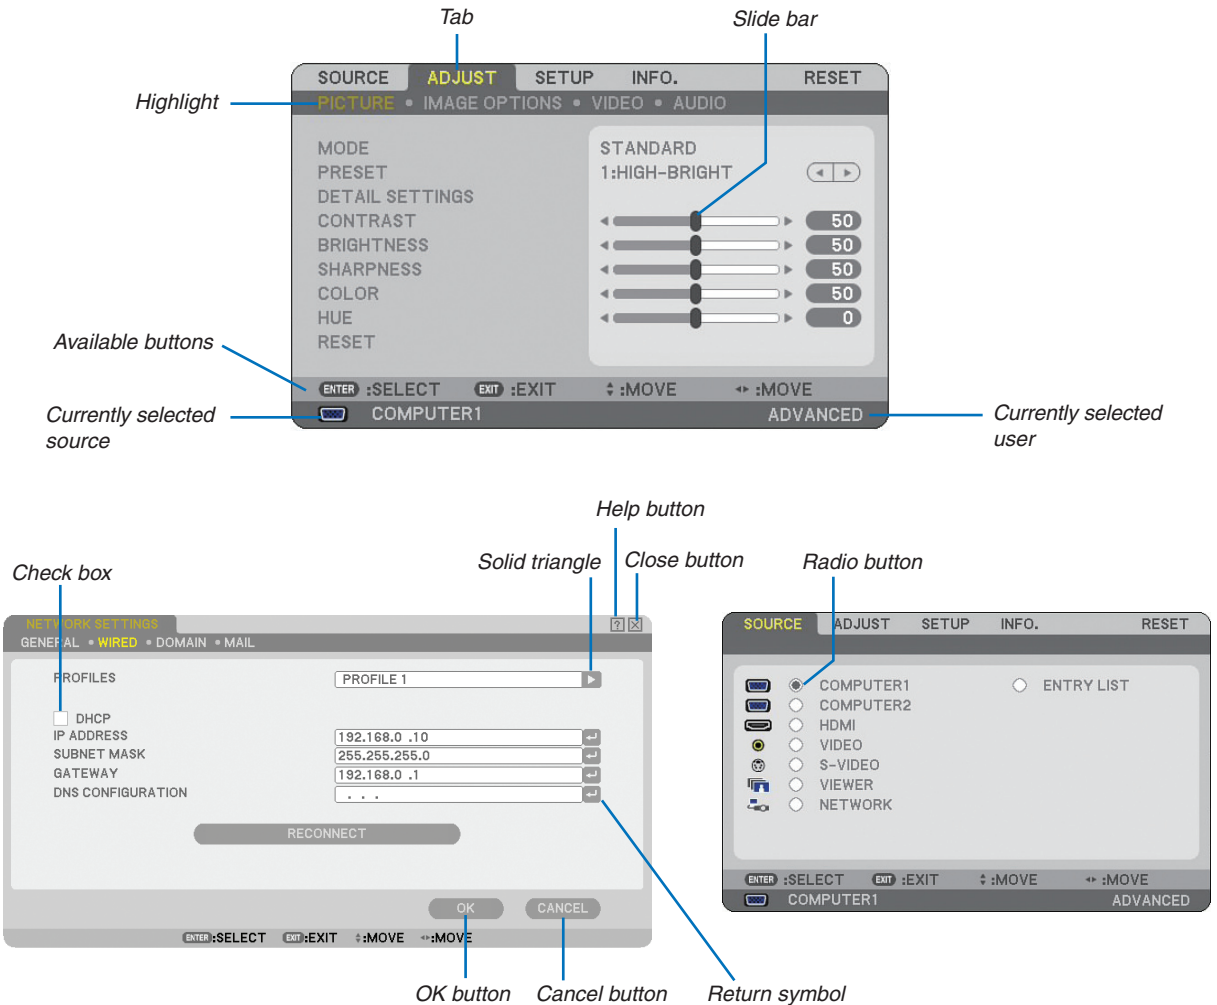 Tab
Slide bar
SOURCE ADJUST SETUP INFO. RESET
Highlight
PICTURE • IMAGE OPTIONS • VIDEO • AUDIO
MODE STANDARD
PRESET 1:HIGH-BRIGHT
DETAIL SETTINGS
CONTRAST 50
BRIGHTNESS 50
SHARPNESS 50
COLOR 50
HUE 0
RESET
Available buttons
ENTER :SELECT EXIT :EXIT :MOVE :MOVE
COMPUTER1 ADVANCED
Currently selected
source
Currently selected
user
Help button
Solid triangle
Close button
Check box
NETWORK SETTINGS ? X
GENERAL • WIRED • DOMAIN • MAIL
PROFILES PROFILE 1
DHCP
IP ADDRESS 192.168.0 .10
SUBNET MASK 255.255.255.0
GATEWAY 192.168.0 .1
DNS CONFIGURATION . . .
RECONNECT
OK CANCEL
ENTER:SELECT EXIT:EXIT :MOVE :MOVE
OK button
Cancel button
Return symbol
Radio button
SOURCE ADJUST SETUP INFO. RESET
COMPUTER1 ENTRY LIST
COMPUTER2
HDMI
VIDEO
S-VIDEO
VIEWER
NETWORK
ENTER :SELECT EXIT :EXIT :MOVE :MOVE
COMPUTER1 ADVANCED